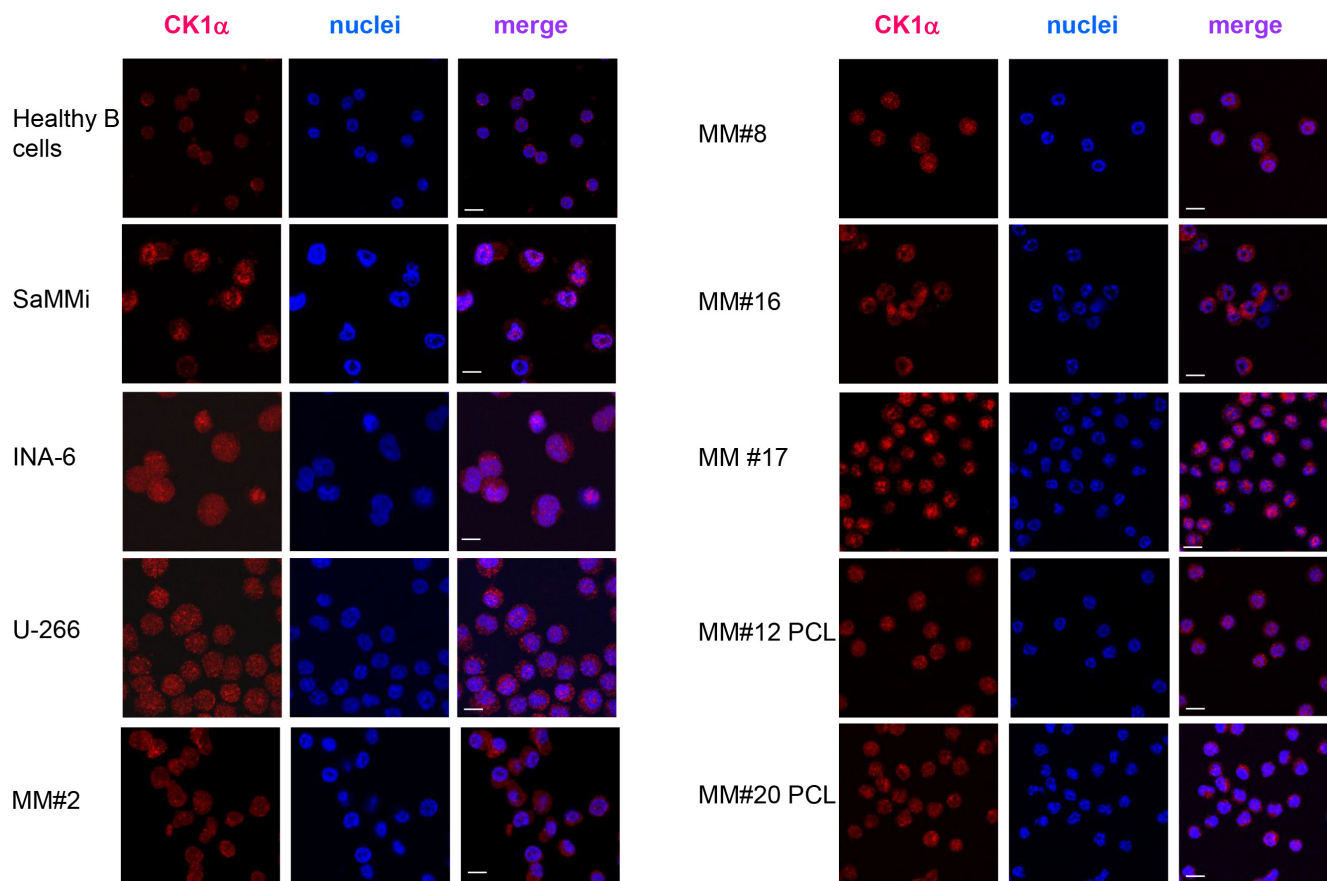 CK1α nuclei merge
Healthy B
cells
SaMMi
INA-6
U-266
MM#2
CK1α nuclei merge
MM#8
MM#16
MM #17
MM#12 PCL
MM#20 PCL